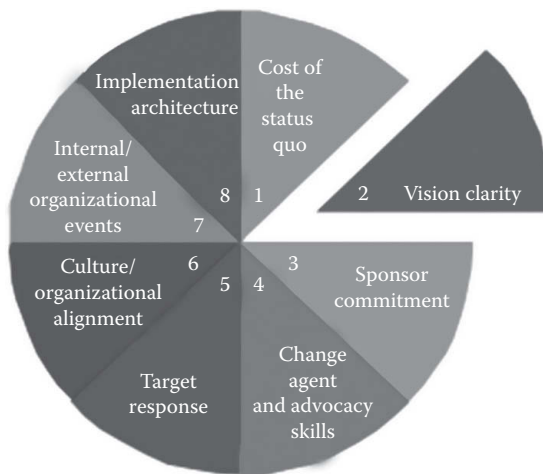 Cost of
the
status
quo
1
2
Vision clarity
3
Sponsor
commitment
4
Change
agent
and advocacy
skills
5
Target
response
6
Culture/
organizational
alignment
7
Internal/
external
organizational
events
8
Implementation
architecture